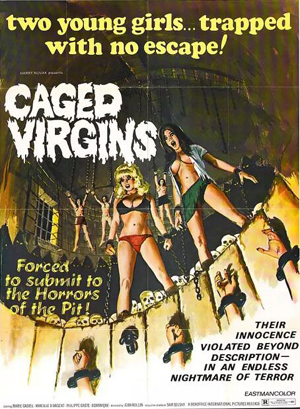 two young girls...trapped
with no escape!
CAGED
VIRGINS
Forced
to submit to
the Horrors
of the Pit!
THEIR
INNOCENCE
VIOLATED BEYOND
DESCRIPTION—
IN AN ENDLESS
NIGHTMARE OF TERROR
EASTMANCOLOR
R